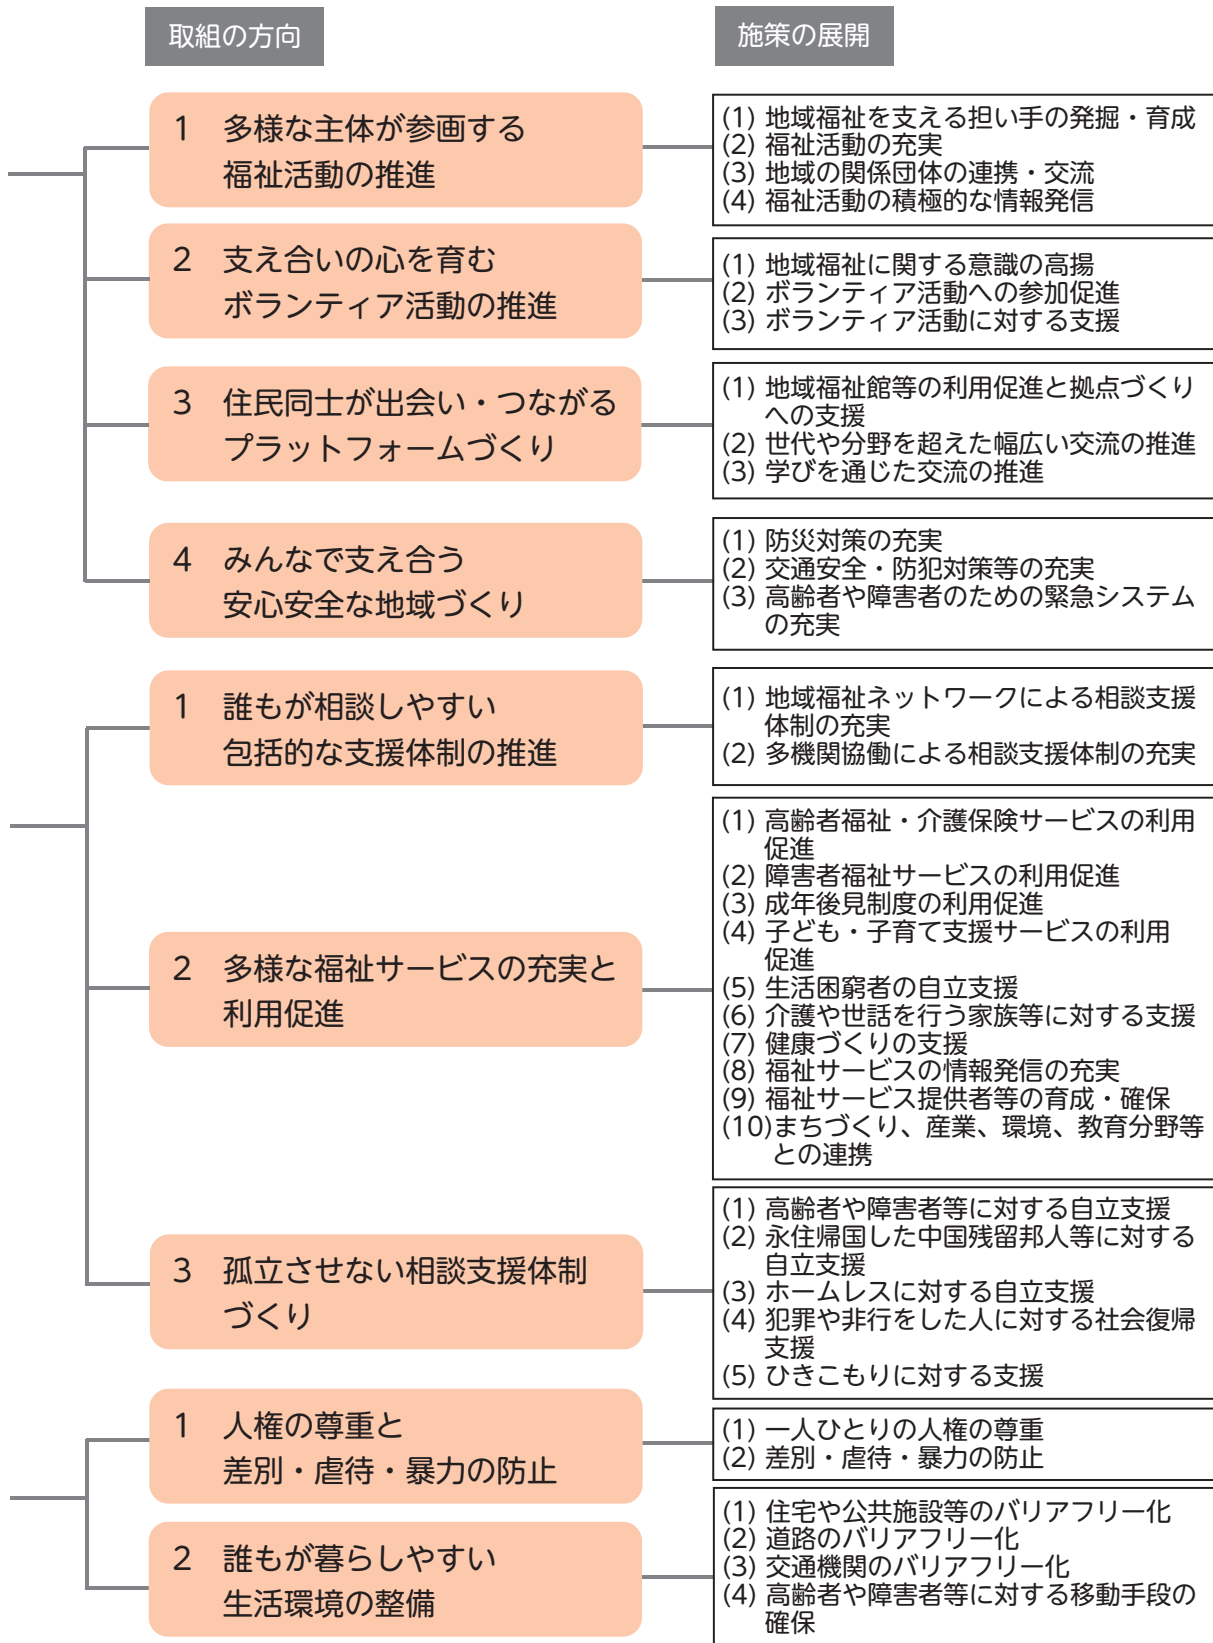 取組の方向
施策の展開
1 多様な主体が参画する
福祉活動の推進
(1) 地域福祉を支える担い手の発掘・育成
(2) 福祉活動の充実
(3) 地域の関係団体の連携・交流
(4) 福祉活動の積極的な情報発信
2 支え合いの心を育む
ボランティア活動の推進
(1) 地域福祉に関する意識の高揚
(2) ボランティア活動への参加促進
(3) ボランティア活動に対する支援
3 住民同士が出会い・つながる
プラットフォームづくり
(1) 地域福祉館等の利用促進と拠点づくり
への支援
(2) 世代や分野を超えた幅広い交流の推進
(3) 学びを通じた交流の推進
4 みんなで支え合う
安心安全な地域づくり
(1) 防災対策の充実
(2) 交通安全・防犯対策等の充実
(3) 高齢者や障害者のための緊急システム
の充実
1 誰もが相談しやすい
包括的な支援体制の推進
(1) 地域福祉ネットワークによる相談支援
体制の充実
(2) 多機関協働による相談支援体制の充実
2 多様な福祉サービスの充実と
利用促進
(1) 高齢者福祉・介護保険サービスの利用
促進
(2) 障害者福祉サービスの利用促進
(3) 成年後見制度の利用促進
(4) 子ども・子育て支援サービスの利用
促進
(5) 生活困窮者の自立支援
(6) 介護や世話を行う家族等に対する支援
(7) 健康づくりの支援
(8) 福祉サービスの情報発信の充実
(9) 福祉サービス提供者等の育成・確保
(10)まちづくり、産業、環境、教育分野等
との連携
3 孤立させない相談支援体制
づくり
(1) 高齢者や障害者等に対する自立支援
(2) 永住帰国した中国残留邦人等に対する
自立支援
(3) ホームレスに対する自立支援
(4) 犯罪や非行をした人に対する社会復帰
支援
(5) ひきこもりに対する支援
1 人権の尊重と
差別・虐待・暴力の防止
(1) 一人ひとりの人権の尊重
(2) 差別・虐待・暴力の防止
2 誰もが暮らしやすい
生活環境の整備
(1) 住宅や公共施設等のバリアフリー化
(2) 道路のバリアフリー化
(3) 交通機関のバリアフリー化
(4) 高齢者や障害者等に対する移動手段の
確保